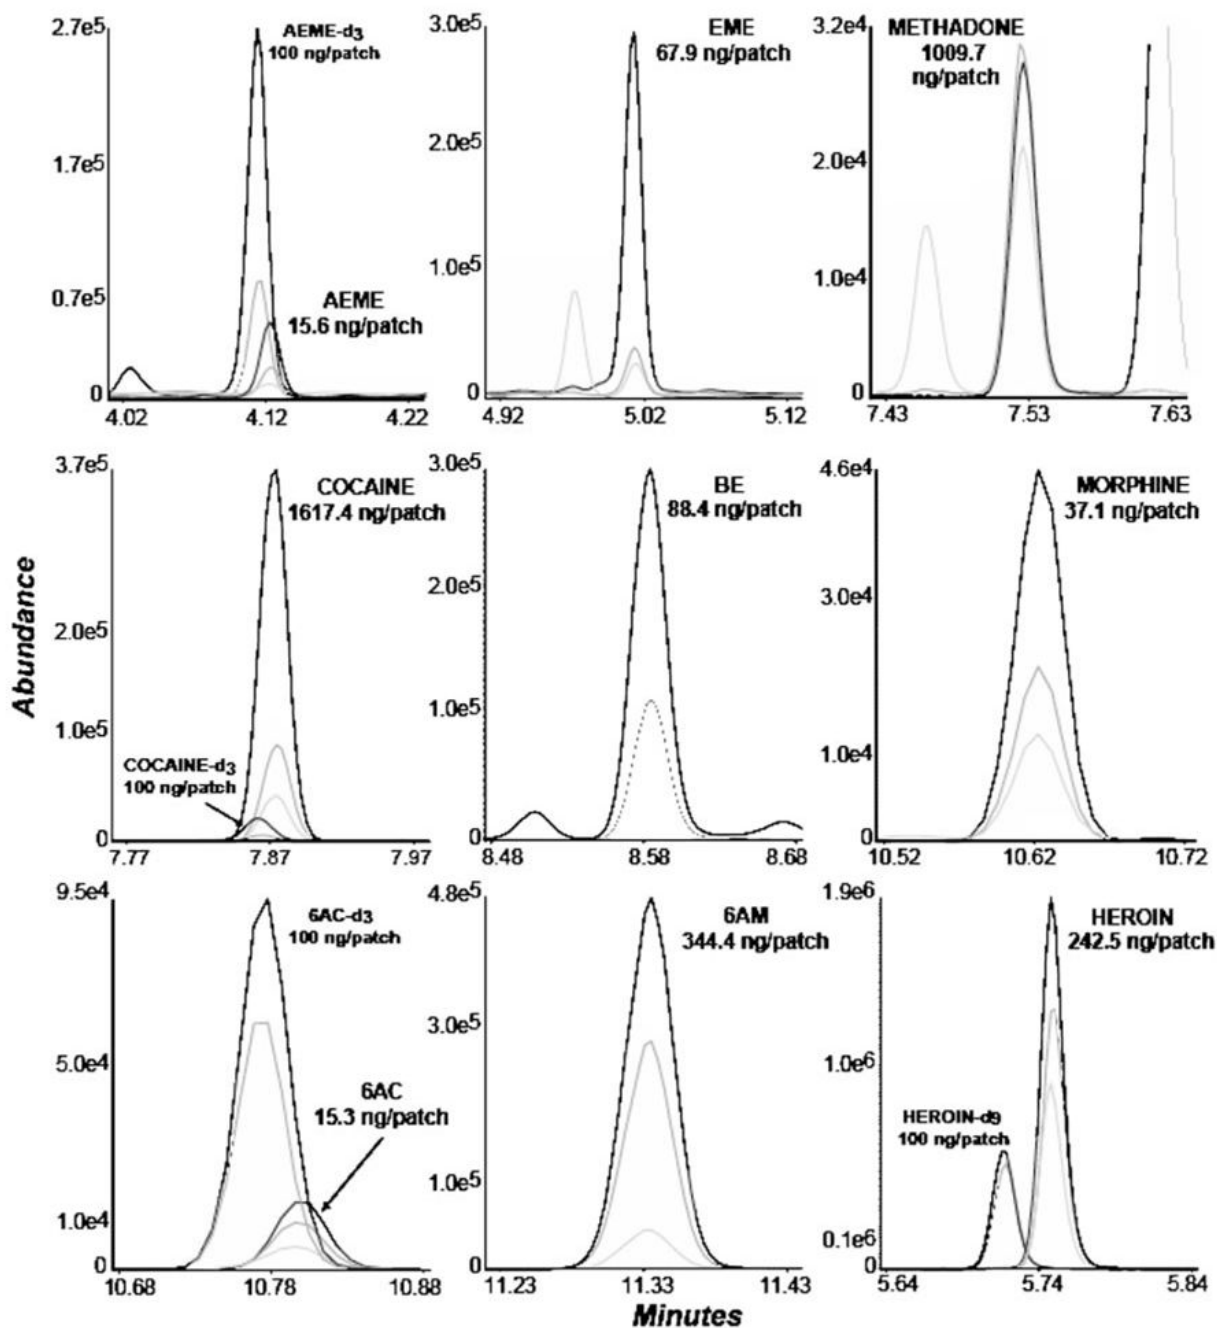 2.7e5
1.7e5
0.7e5
0
AEME-d3
100 ng/patch
AEME
15.6 ng/patch
4.02 4.12 4.22
3.0e5
2.0e5
1.0e5
0
EME
67.9 ng/patch
4.92 5.02 5.12
3.2e4
2.0e4
1.0e4
0
METHADONE
1009.7
ng/patch
7.43 7.53 7.63
Abundance
3.7e5
2.0e5
1.0e5
0
COCAINE
1617.4 ng/patch
COCAINE-d3
100 ng/patch
7.77 7.87 7.97
3.0e5
2.0e5
1.0e5
0
BE
88.4 ng/patch
8.48 8.58 8.68
4.6e4
3.0e4
1.0e4
0
MORPHINE
37.1 ng/patch
10.52 10.62 10.72
9.5e4
5.0e4
1.0e4
0
6AC-d3
100 ng/patch
6AC
15.3 ng/patch
10.68 10.78 10.88
4.8e5
3.0e5
1.0e5
0
6AM
344.4 ng/patch
11.23 11.33 11.43
1.9e6
1.0e6
0.1e6
0
HEROIN
242.5 ng/patch
HEROIN-d9
100 ng/patch
5.64 5.74 5.84
Minutes